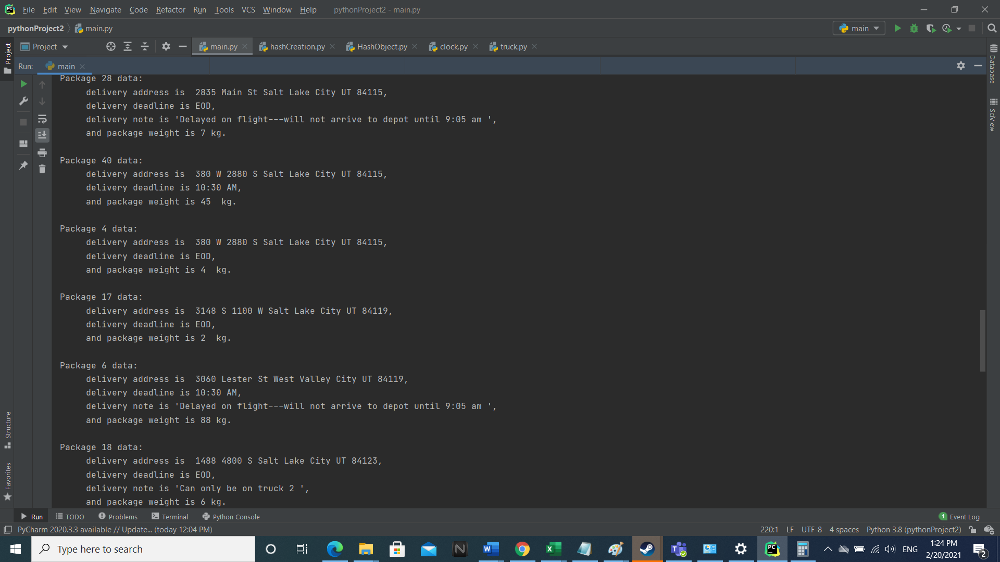 File Edit View Navigate Code Refactor Run Tools VCS Window Help pythonProject2 - main.py
pythonProject2 main.py main
Project main.py hashCreation.py HashObject.py clock.py truck.py
Run: main
Project
Database
SciView
Structure
Favorites
Package 28 data:
delivery address is  2835 Main St Salt Lake City UT 84115,
delivery deadline is EOD,
delivery note is 'Delayed on flight---will not arrive to depot until 9:05 am ',
and package weight is 7 kg.
Package 40 data:
delivery address is  380 W 2880 S Salt Lake City UT 84115,
delivery deadline is 10:30 AM,
and package weight is 45  kg.
Package 4 data:
delivery address is  380 W 2880 S Salt Lake City UT 84115,
delivery deadline is EOD,
and package weight is 4  kg.
Package 17 data:
delivery address is  3148 S 1100 W Salt Lake City UT 84119,
delivery deadline is EOD,
and package weight is 2  kg.
Package 6 data:
delivery address is  3060 Lester St West Valley City UT 84119,
delivery deadline is 10:30 AM,
delivery note is 'Delayed on flight---will not arrive to depot until 9:05 am ',
and package weight is 88 kg.
Package 18 data:
delivery address is  1488 4800 S Salt Lake City UT 84123,
delivery deadline is EOD,
delivery note is 'Can only be on truck 2 ',
and package weight is 6 kg.
Run TODO Problems Terminal Python Console 1 Event Log
PyCharm 2020.3.3 available // Update... (today 12:04 PM) 220:1 LF UTF-8 4 spaces Python 3.8 (pythonProject2)
Type here to search ENG 1:24 PM
2/20/2021 2